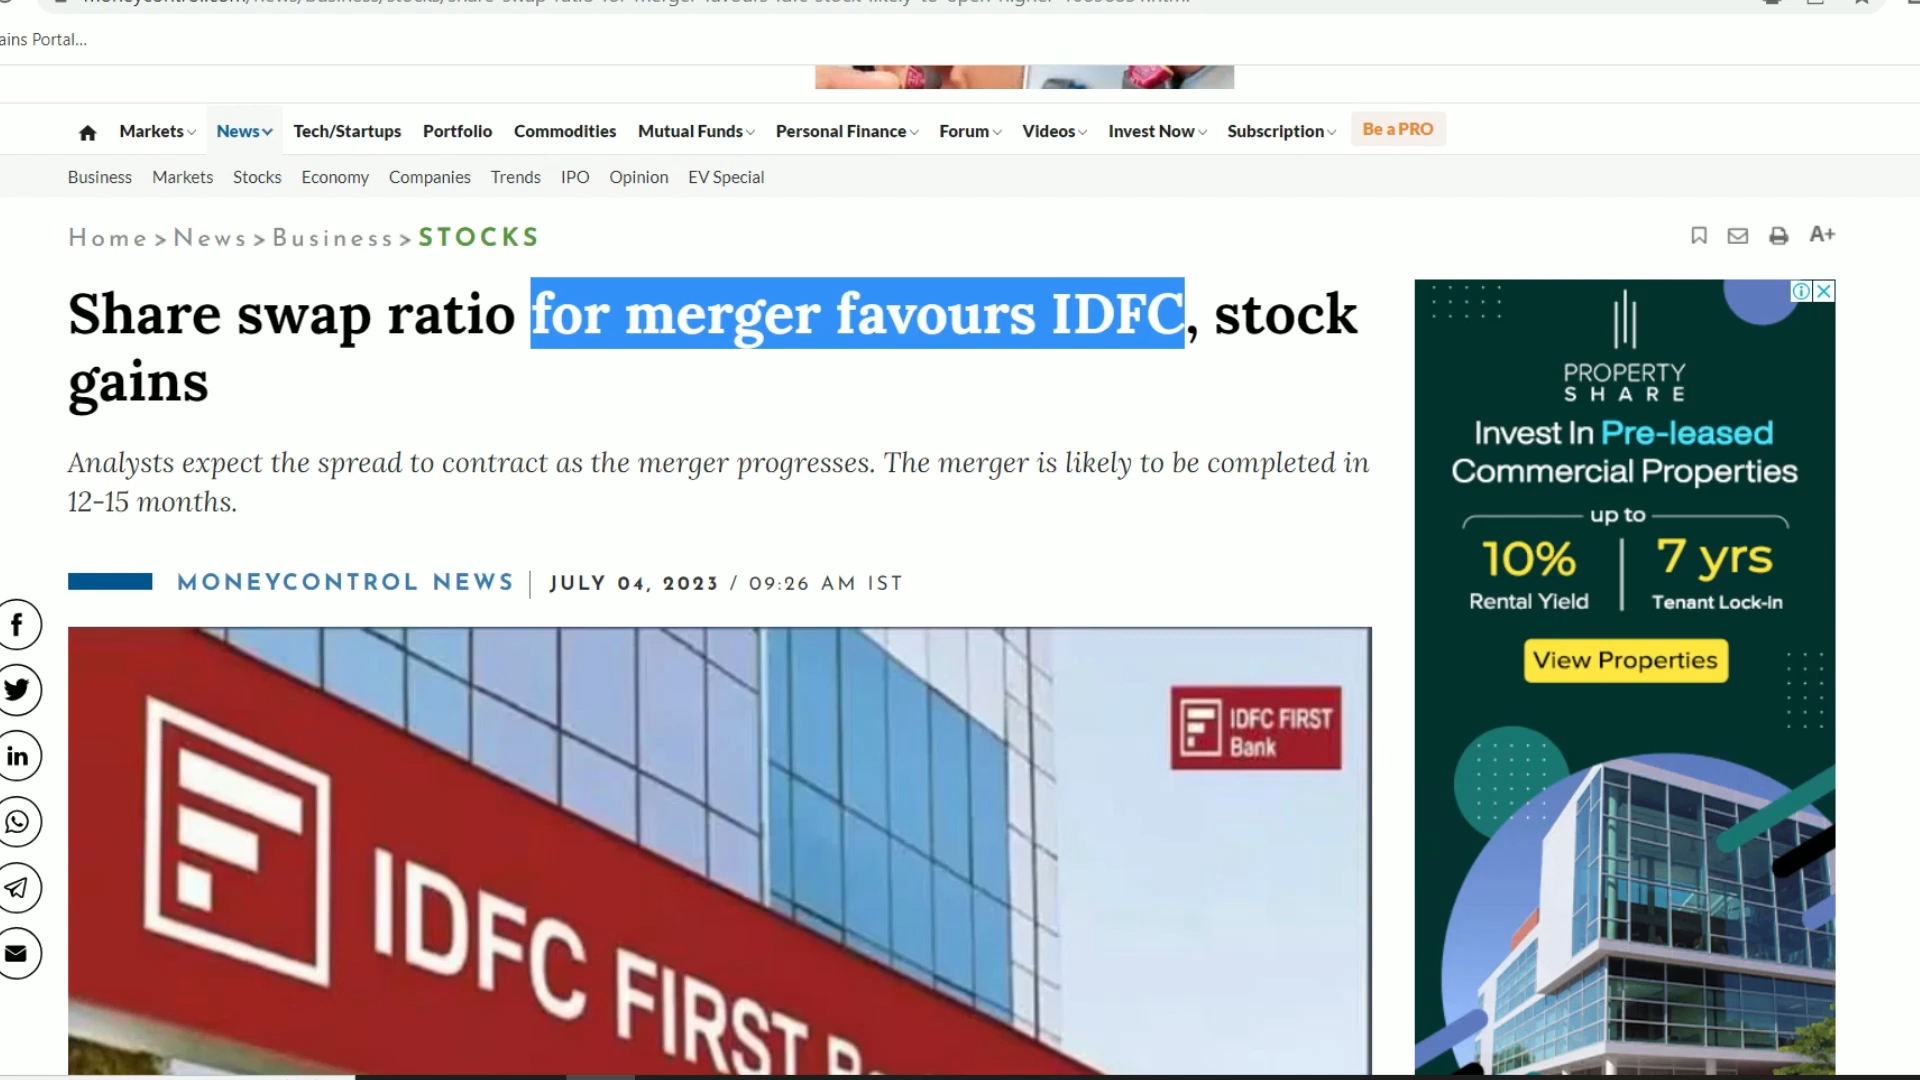 ains Portal...
Markets News Tech/Startups Portfolio Commodities Mutual Funds Personal Finance Forum Videos Invest Now Subscription Be a PRO
Business Markets Stocks Economy Companies Trends IPO Opinion EV Special
Home > News > Business > STOCKS
A+
Share swap ratio for merger favours IDFC, stock
gains
Analysts expect the spread to contract as the merger progresses. The merger is likely to be completed in
12-15 months.
MONEYCONTROL NEWS | JULY 04, 2023 / 09:26 AM IST
IDFC FIRST
Bank
IDFC FIRST
PROPERTY
SHARE
Invest In Pre-leased
Commercial Properties
up to
10% 7 yrs
Rental Yield Tenant Lock-in
View Properties